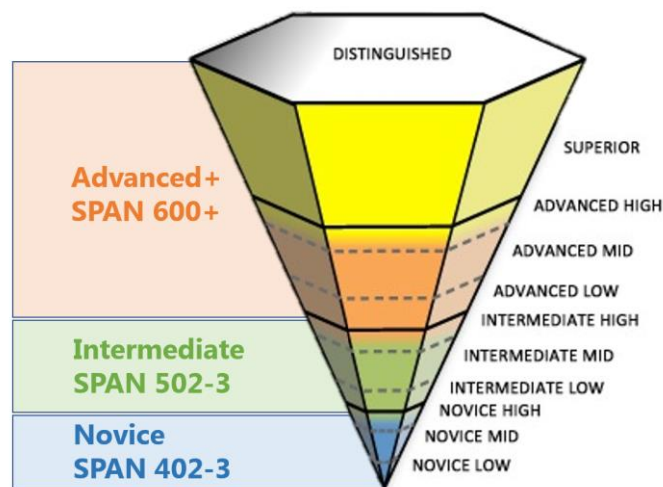 DISTINGUISHED
Advanced+
SPAN 600+
Intermediate
SPAN 502-3
Novice
SPAN 402-3
SUPERIOR
ADVANCED HIGH
ADVANCED MID
ADVANCED LOW
INTERMEDIATE HIGH
INTERMEDIATE MID
INTERMEDIATE LOW
NOVICE HIGH
NOVICE MID
NOVICE LOW